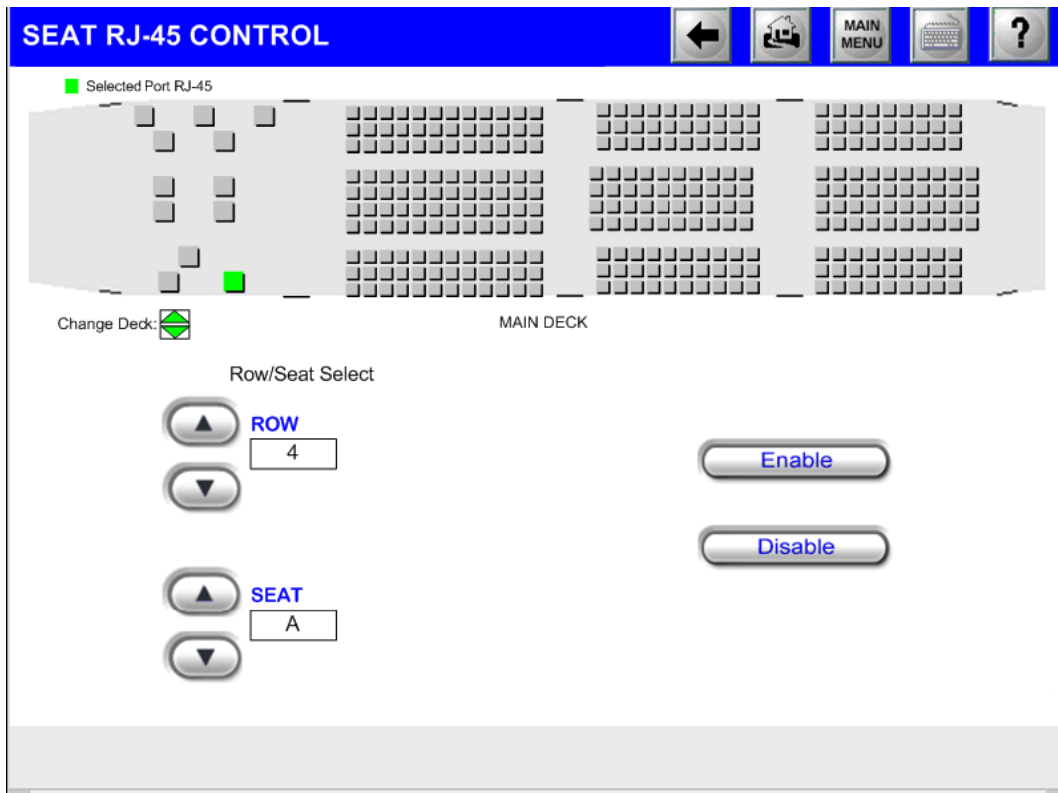 SEAT RJ-45 CONTROL
MAIN
MENU
?
Selected Port RJ-45
Change Deck:
MAIN DECK
Row/Seat Select
ROW
4
Enable
Disable
SEAT
A